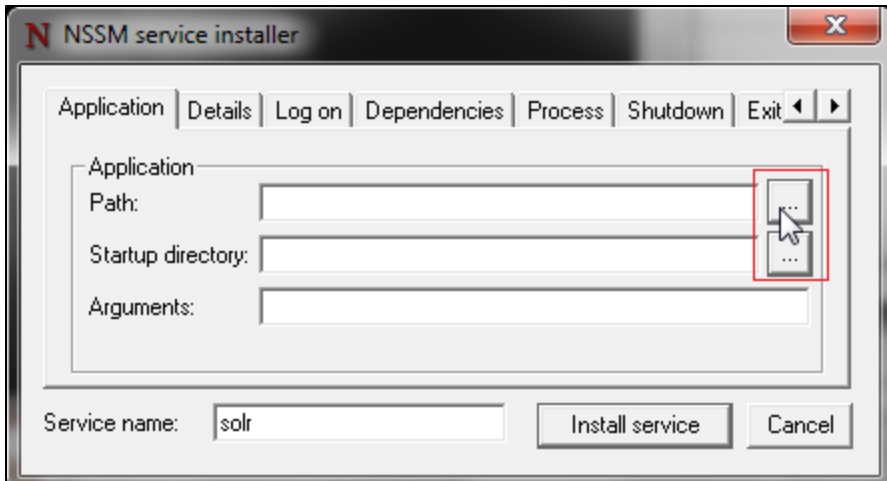 N NSSM service installer
Application Details Log on Dependencies Process Shutdown Exit
Application
Path: ...
Startup directory: ...
Arguments:
Service name: solr Install service Cancel